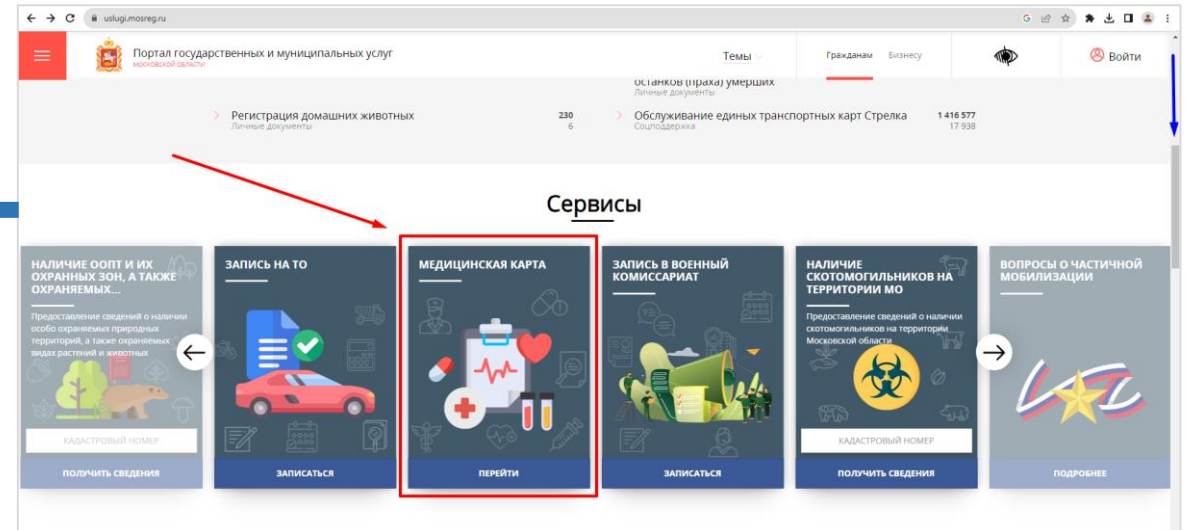 uslugi.mosreg.ru
Портал государственных и муниципальных услуг
МОСКОВСКОЙ ОБЛАСТИ
Темы
Гражданам
Бизнесу
Войти
останков (праха) умерших
Личные документы
Регистрация домашних животных
230
Личные документы
6
Обслуживание единых транспортных карт Стрелка
1 416 577
Соцподдержка
17 938
Сервисы
НАЛИЧИЕ ООПТ И ИХ
ОХРАННЫХ ЗОН, А ТАКЖЕ
ОХРАНЯЕМЫХ...
Предоставление сведений о наличии
особо охраняемых природных
территорий, а также охраняемых
видах растений и животных
КАДАСТРОВЫЙ НОМЕР
ПОЛУЧИТЬ СВЕДЕНИЯ
ЗАПИСЬ НА ТО
ЗАПИСАТЬСЯ
МЕДИЦИНСКАЯ КАРТА
ПЕРЕЙТИ
ЗАПИСЬ В ВОЕННЫЙ
КОМИССАРИАТ
ЗАПИСАТЬСЯ
НАЛИЧИЕ
СКОТОМОГИЛЬНИКОВ НА
ТЕРРИТОРИИ МО
Предоставление сведений о наличии
скотомогильников на территории
Московской области
КАДАСТРОВЫЙ НОМЕР
ПОЛУЧИТЬ СВЕДЕНИЯ
ВОПРОСЫ О ЧАСТИЧНОЙ
МОБИЛИЗАЦИИ
ПОДРОБНЕЕ